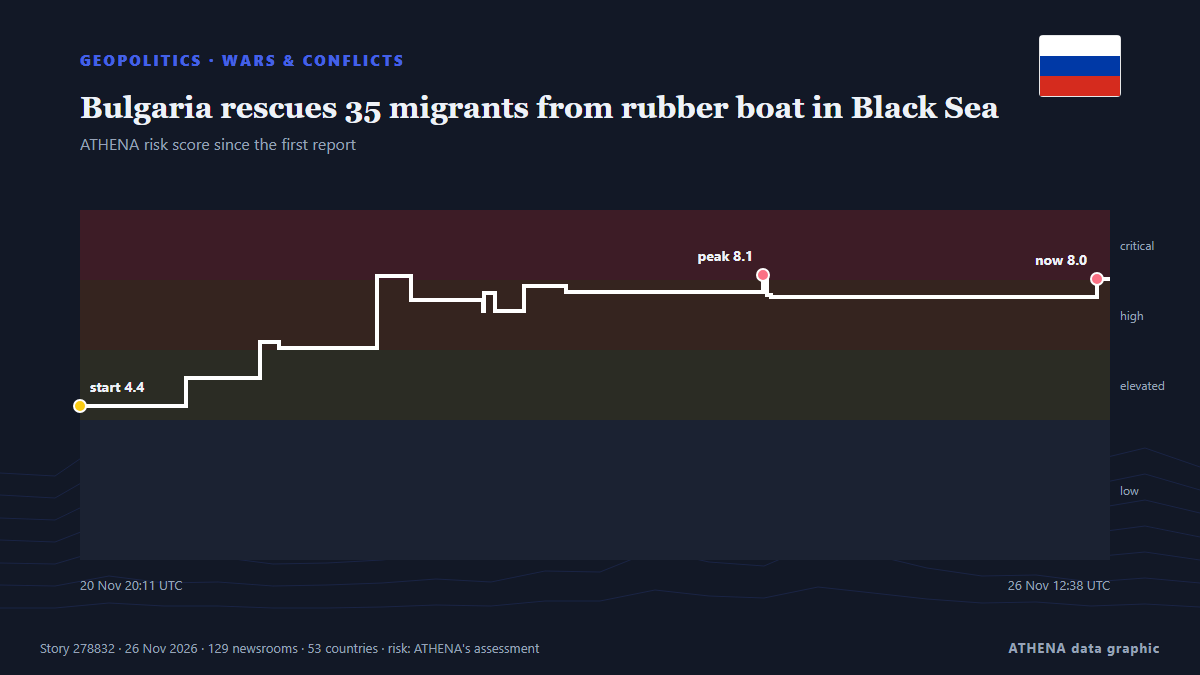 GEOPOLITICS · WARS & CONFLICTS
Bulgaria rescues 35 migrants from rubber boat in Black Sea
ATHENA risk score since the first report
critical
peak 8.1
now 8.0
high
start 4.4
elevated
low
20 Nov 20:11 UTC
26 Nov 12:38 UTC
Story 278832 · 26 Nov 2026 · 129 newsrooms · 53 countries · risk: ATHENA's assessment
ATHENA data graphic